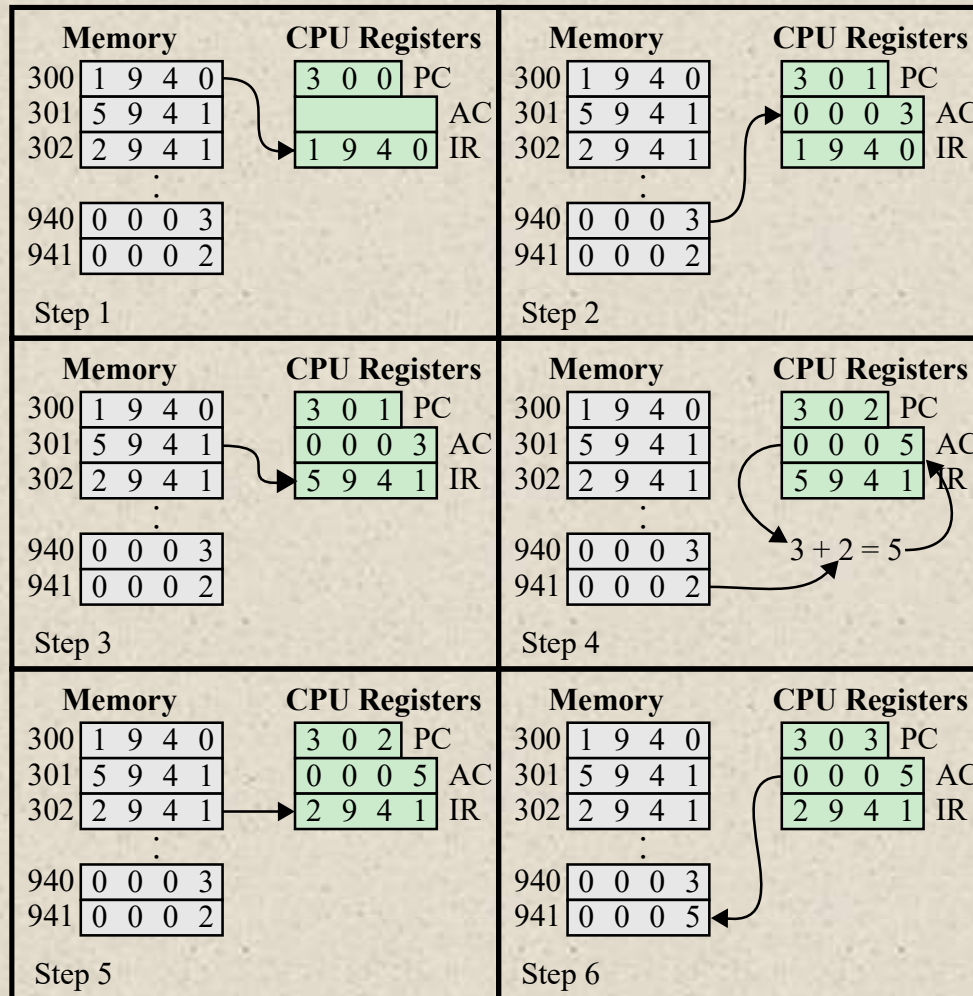 Memory CPU Registers
300 1 9 4 0 3 0 0 PC
301 5 9 4 1 AC
302 2 9 4 1 1 9 4 0 IR
:
940 0 0 0 3
941 0 0 0 2
Step 1
Memory CPU Registers
300 1 9 4 0 3 0 1 PC
301 5 9 4 1 0 0 0 3 AC
302 2 9 4 1 1 9 4 0 IR
:
940 0 0 0 3
941 0 0 0 2
Step 2
Memory CPU Registers
300 1 9 4 0 3 0 1 PC
301 5 9 4 1 0 0 0 3 AC
302 2 9 4 1 5 9 4 1 IR
:
940 0 0 0 3
941 0 0 0 2
Step 3
Memory CPU Registers
300 1 9 4 0 3 0 2 PC
301 5 9 4 1 0 0 0 5 AC
302 2 9 4 1 5 9 4 1 IR
:
940 0 0 0 3 3 + 2 = 5
941 0 0 0 2
Step 4
Memory CPU Registers
300 1 9 4 0 3 0 2 PC
301 5 9 4 1 0 0 0 5 AC
302 2 9 4 1 2 9 4 1 IR
:
940 0 0 0 3
941 0 0 0 2
Step 5
Memory CPU Registers
300 1 9 4 0 3 0 3 PC
301 5 9 4 1 0 0 0 5 AC
302 2 9 4 1 2 9 4 1 IR
:
940 0 0 0 3
941 0 0 0 5
Step 6